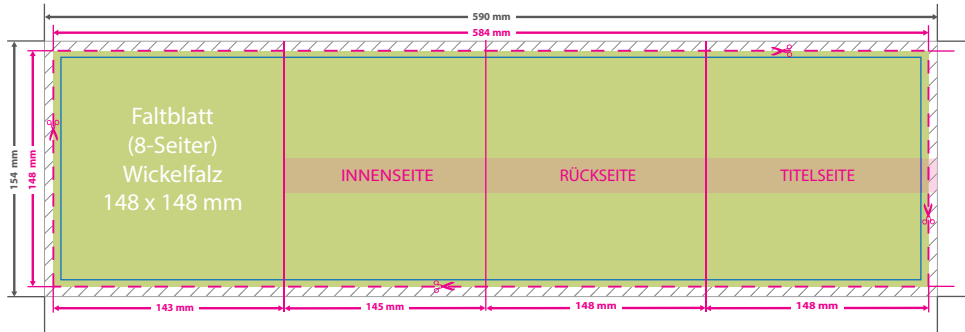 590 mm
584 mm
154 mm
148 mm
Faltblatt
(8-Seiter)
Wickelfalz
148 x 148 mm
INNENSEITE
RÜCKSEITE
TITELSEITE
143 mm
145 mm
148 mm
148 mm